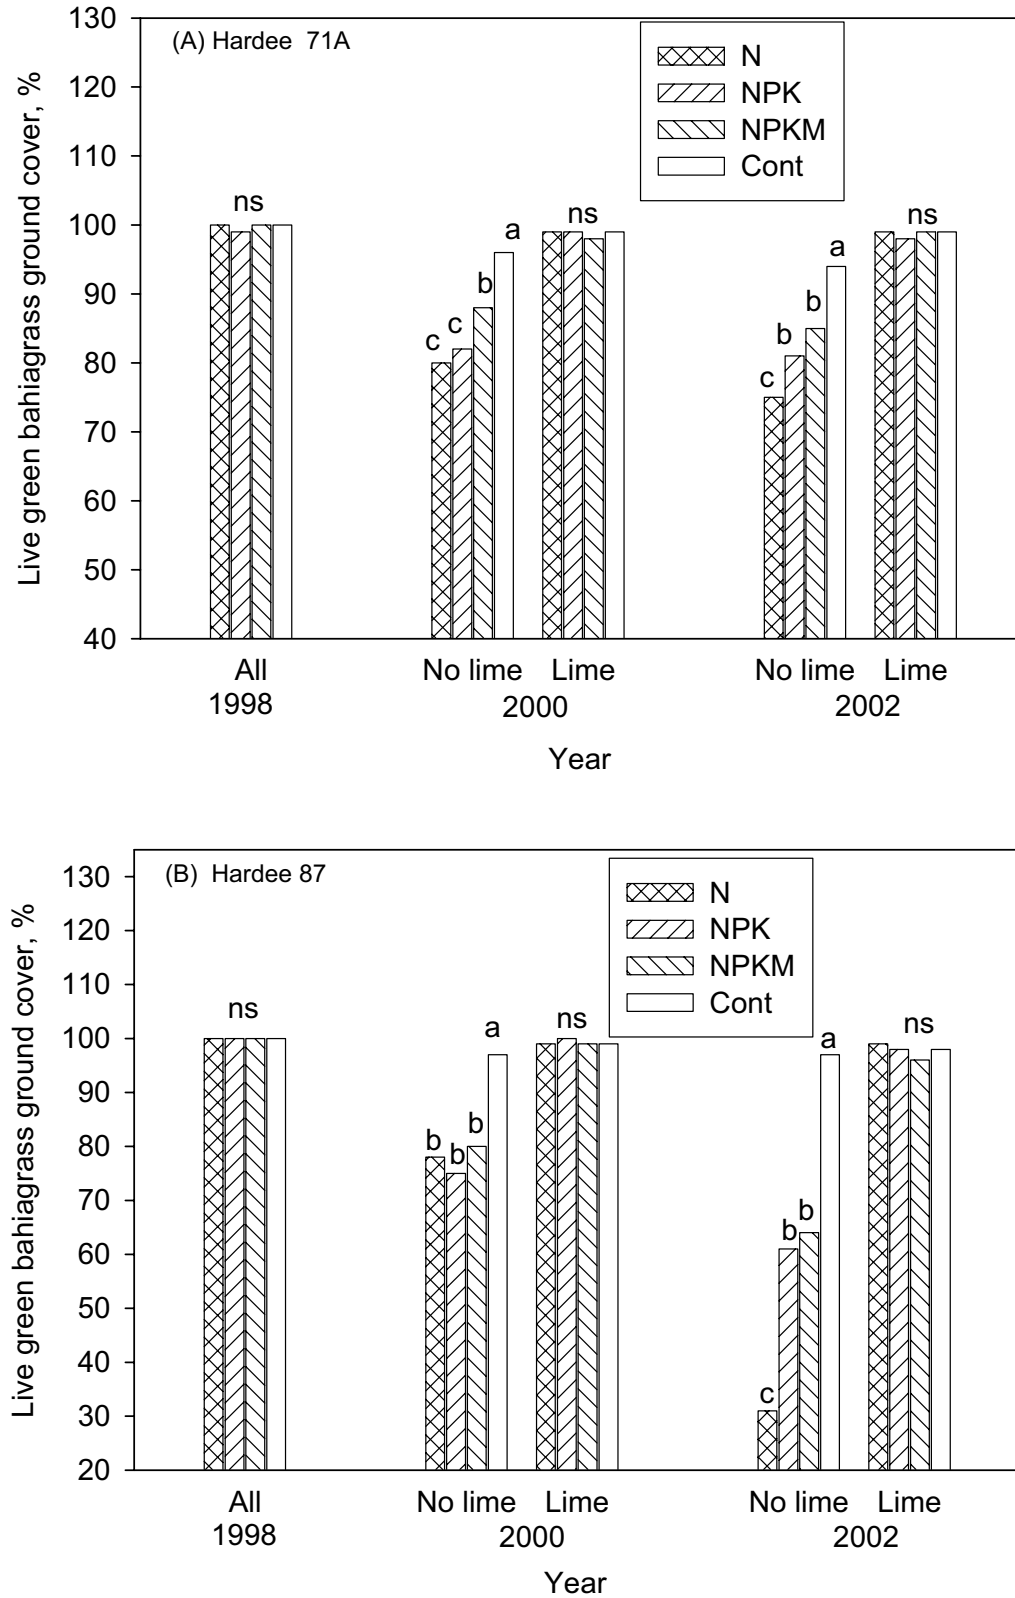 Live green bahiagrass ground cover, %
130
120
110
100
90
80
70
60
50
40
(A) Hardee 71A
N
NPK
NPKM
Cont
ns
c
c
b
a
ns
c
b
b
a
ns
All
No lime
Lime
No lime
Lime
1998
2000
2002
Year
Live green bahiagrass ground cover, %
130
120
110
100
90
80
70
60
50
40
30
20
(B) Hardee 87
N
NPK
NPKM
Cont
ns
b
b
b
a
ns
c
b
b
a
ns
All
No lime
Lime
No lime
Lime
1998
2000
2002
Year